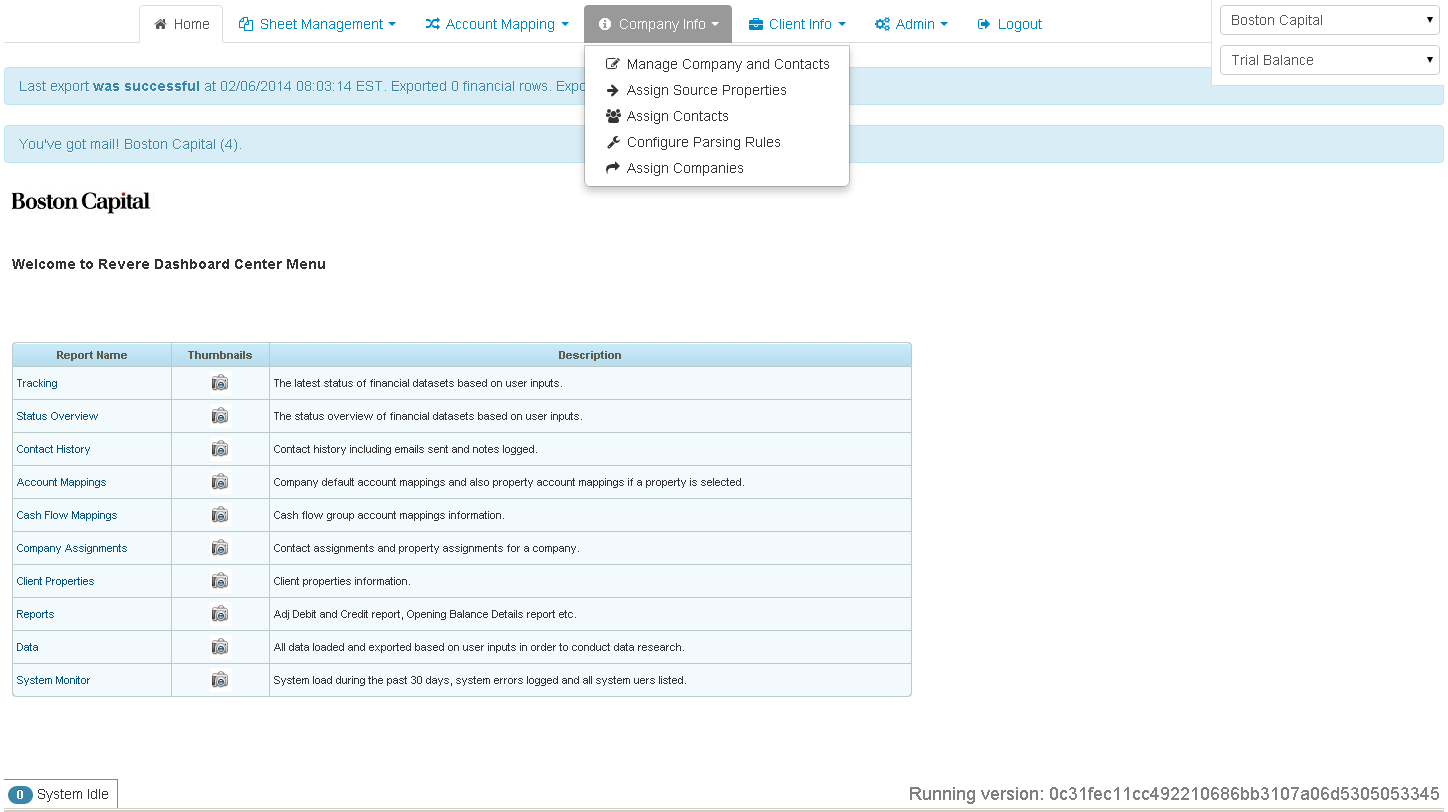 Home Sheet Management Account Mapping Company Info Client Info Admin Logout
Boston Capital
Trial Balance
Manage Company and Contacts
Assign Source Properties
Assign Contacts
Configure Parsing Rules
Assign Companies
Last export was successful at 02/06/2014 08:03:14 EST. Exported 0 financial rows. Expo
You've got mail! Boston Capital (4).
Boston Capital
Welcome to Revere Dashboard Center Menu
Report Name Thumbnails Description
Tracking The latest status of financial datasets based on user inputs.
Status Overview The status overview of financial datasets based on user inputs.
Contact History Contact history including emails sent and notes logged.
Account Mappings Company default account mappings and also property account mappings if a property is selected.
Cash Flow Mappings Cash flow group account mappings information.
Company Assignments Contact assignments and property assignments for a company.
Client Properties Client properties information.
Reports Adj Debit and Credit report, Opening Balance Details report etc.
Data All data loaded and exported based on user inputs in order to conduct data research.
System Monitor System load during the past 30 days, system errors logged and all system uers listed.
0 System Idle
Running version: 0c31fec11cc492210686bb3107a06d5305053345